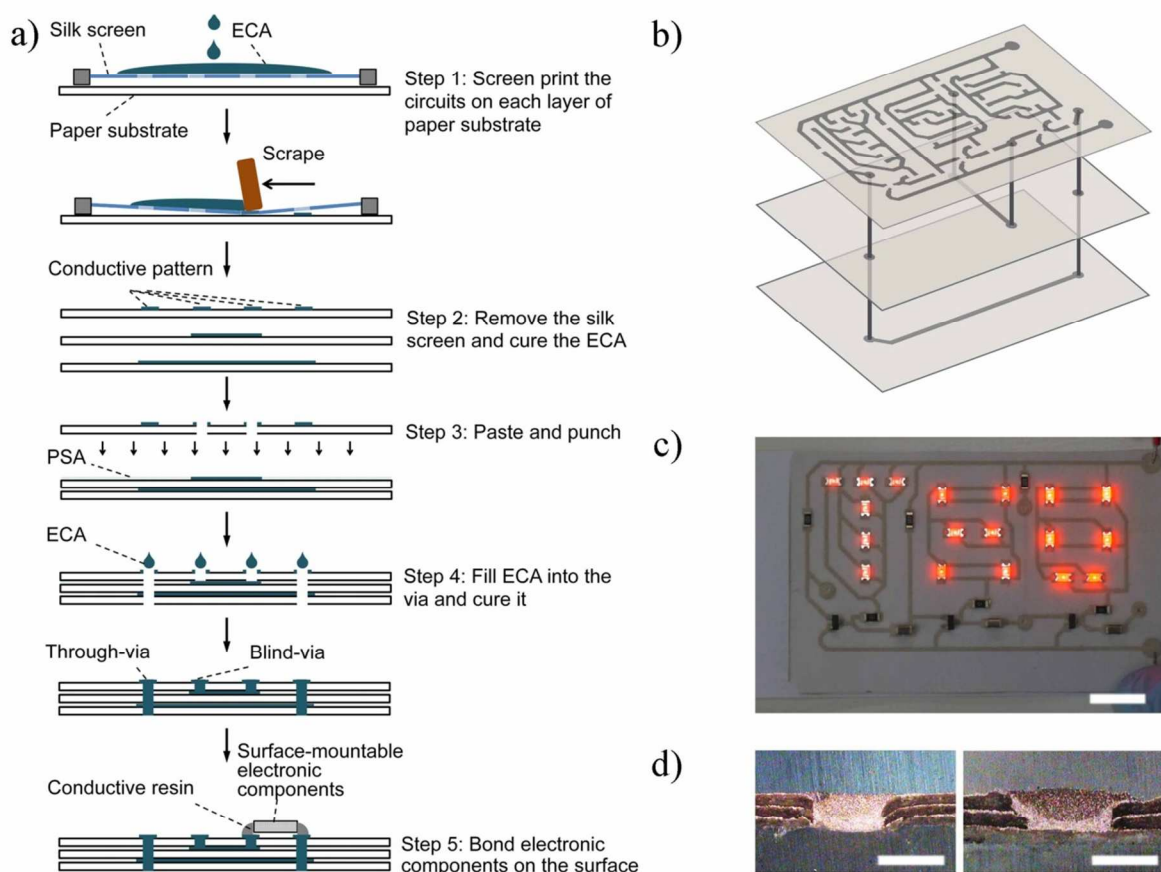 a)
Silk screen
ECA
Paper substrate
Step 1: Screen print the
circuits on each layer of
paper substrate
Scrape
Conductive pattern
Step 2: Remove the silk
screen and cure the ECA
Step 3: Paste and punch
PSA
ECA
Step 4: Fill ECA into the
via and cure it
Through-via
Blind-via
Surface-mountable
electronic
components
Conductive resin
Step 5: Bond electronic
components on the surface
b)
c)
d)